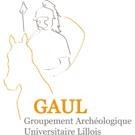 GAUL
Groupement Archéologique
Universitaire Lillois